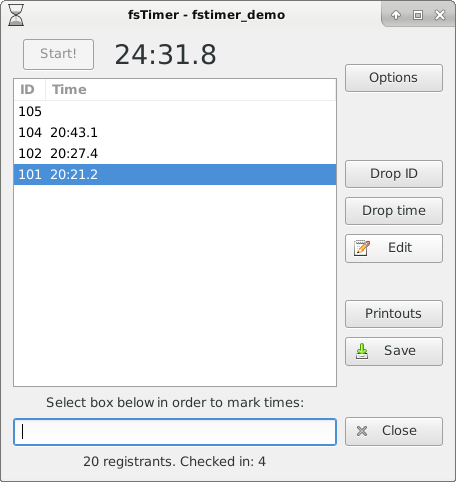 fsTimer - fstimer_demo
Start!
24:31.8
Options
ID Time
105
104 20:43.1
102 20:27.4
101 20:21.2
Drop ID
Drop time
Edit
Printouts
Save
Select box below in order to mark times:
Close
20 registrants. Checked in: 4